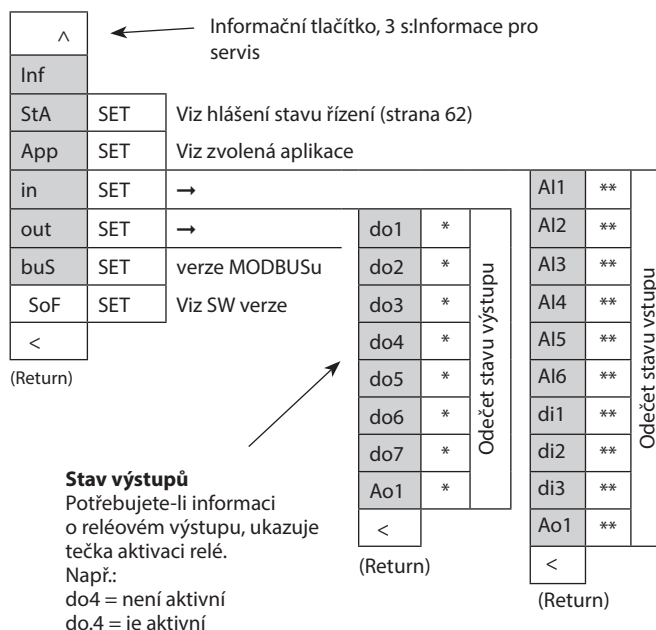 ^
Informační tlačítko, 3 s:Informace pro
servis
Inf
StA SET Viz hlášení stavu řízení (strana 62)
App SET Viz zvolená aplikace
in SET →
out SET →
buS SET verze MODBUSu
SoF SET Viz SW verze
<
(Return)
do1 *
do2 *
do3 *
do4 *
do5 *
do6 *
do7 *
Ao1 *
<
(Return)
Odečet stavu výstupu
AI1 **
AI2 **
AI3 **
AI4 **
AI5 **
AI6 **
di1 **
di2 **
di3 **
Ao1 **
<
(Return)
Odečet stavu vstupu
Stav výstupů
Potřebujete-li informaci
o reléovém výstupu, ukazuje
tečka aktivaci relé.
Např.:
do4 = není aktivní
do.4 = je aktivní